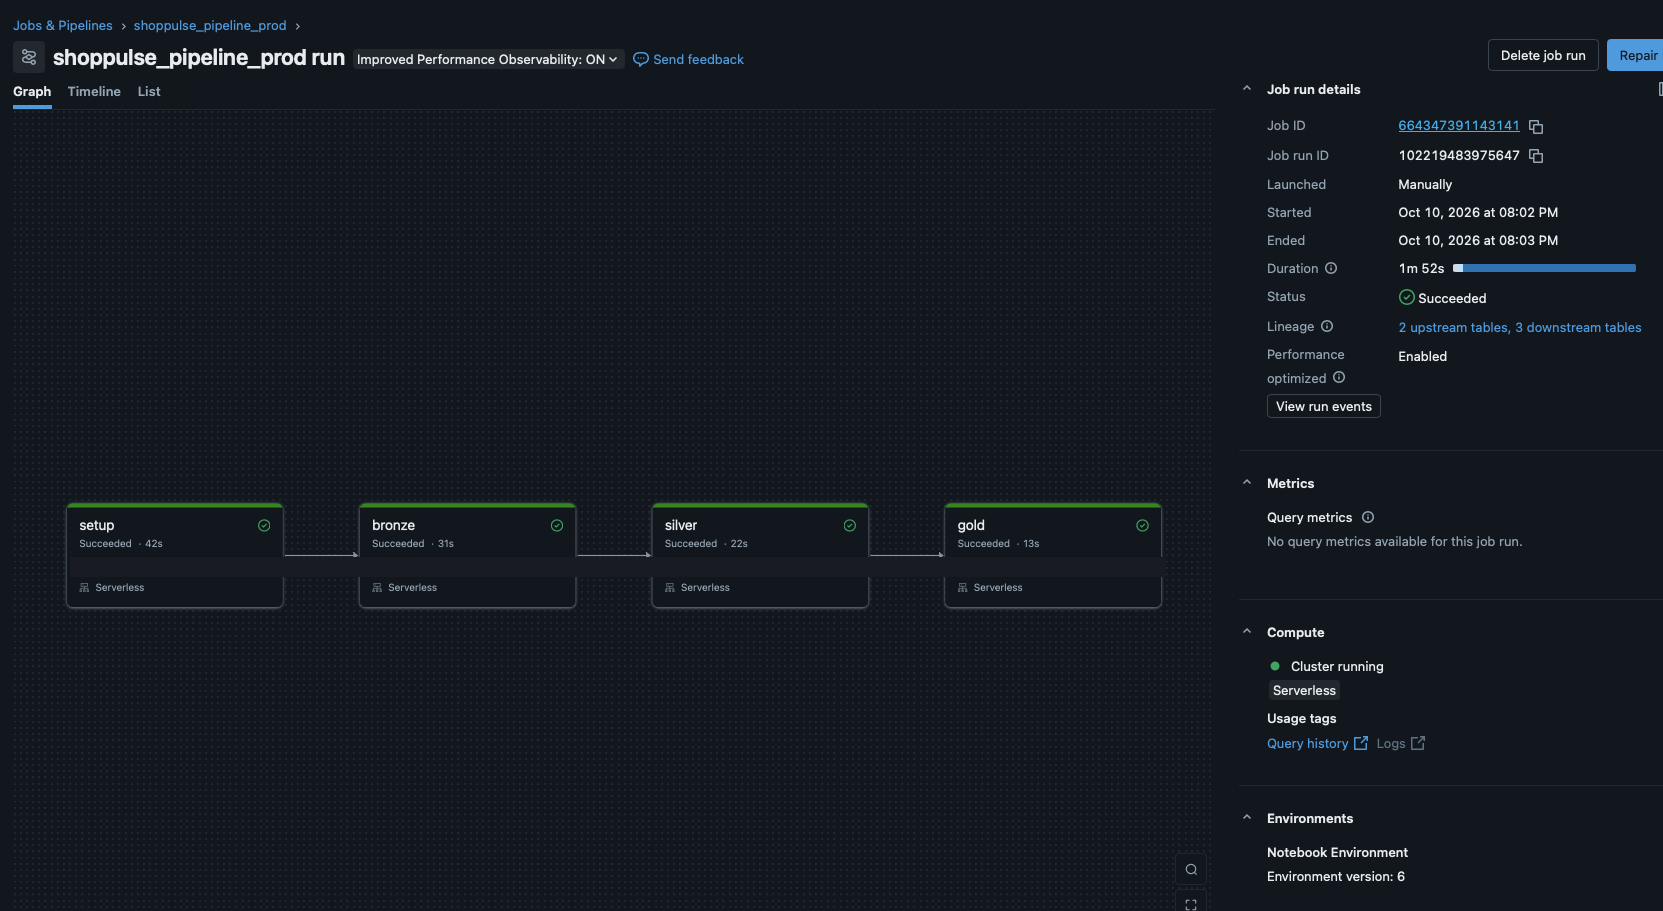 Jobs & Pipelines › shoppulse_pipeline_prod ›
shoppulse_pipeline_prod run Improved Performance Observability: ON Send feedback
Delete job run Repair
Graph Timeline List
setup
Succeeded · 42s
Serverless
bronze
Succeeded · 31s
Serverless
silver
Succeeded · 22s
Serverless
gold
Succeeded · 13s
Serverless
Job run details
Job ID 664347391143141
Job run ID 102219483975647
Launched Manually
Started Oct 10, 2026 at 08:02 PM
Ended Oct 10, 2026 at 08:03 PM
Duration 1m 52s
Status Succeeded
Lineage 2 upstream tables, 3 downstream tables
Performance Enabled
optimized
View run events
Metrics
Query metrics
No query metrics available for this job run.
Compute
Cluster running
Serverless
Usage tags
Query history Logs
Environments
Notebook Environment
Environment version: 6